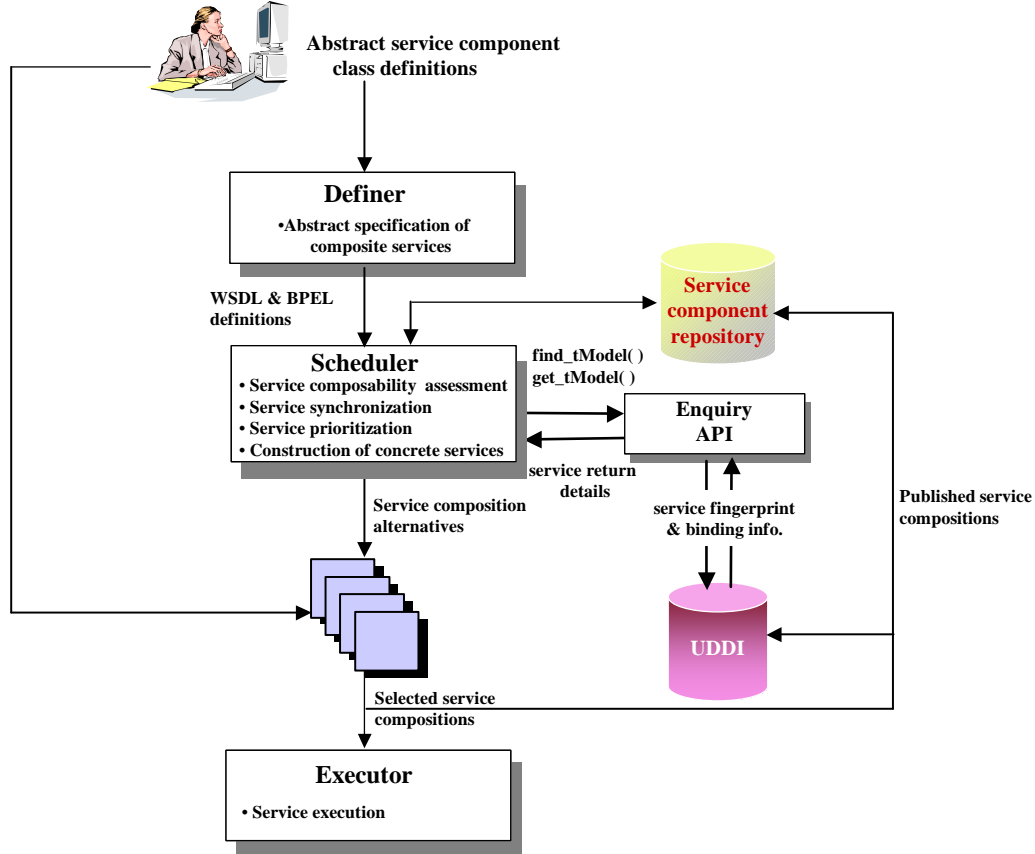 Abstract service component
class definitions
Definer
•Abstract specification of
composite services
WSDL & BPEL
definitions
Service
component
repository
Scheduler
• Service composability assessment
• Service synchronization
• Service prioritization
• Construction of concrete services
find_tModel( )
get_tModel( )
Enquiry
API
service return
details
Service composition
alternatives
service fingerprint
& binding info.
Published service
compositions
UDDI
Selected service
compositions
Executor
• Service execution